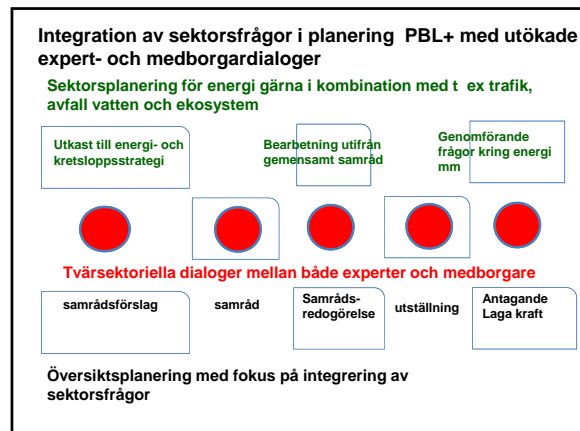 Integration av sektorsfrågor i planering PBL+ med utökade
expert- och medborgardialoger
Sektorsplanering för energi gärna i kombination med t ex trafik,
avfall vatten och ekosystem
Utkast till energi- och
kretsloppsstrategi
Bearbetning utifrån
gemensamt samråd
Genomförande
frågor kring energi
mm
Tvärsektoriella dialoger mellan både experter och medborgare
samrådsförslag
samråd
Samråds-
redogörelse
utställning
Antagande
Laga kraft
Översiktsplanering med fokus på integrering av
sektorsfrågor